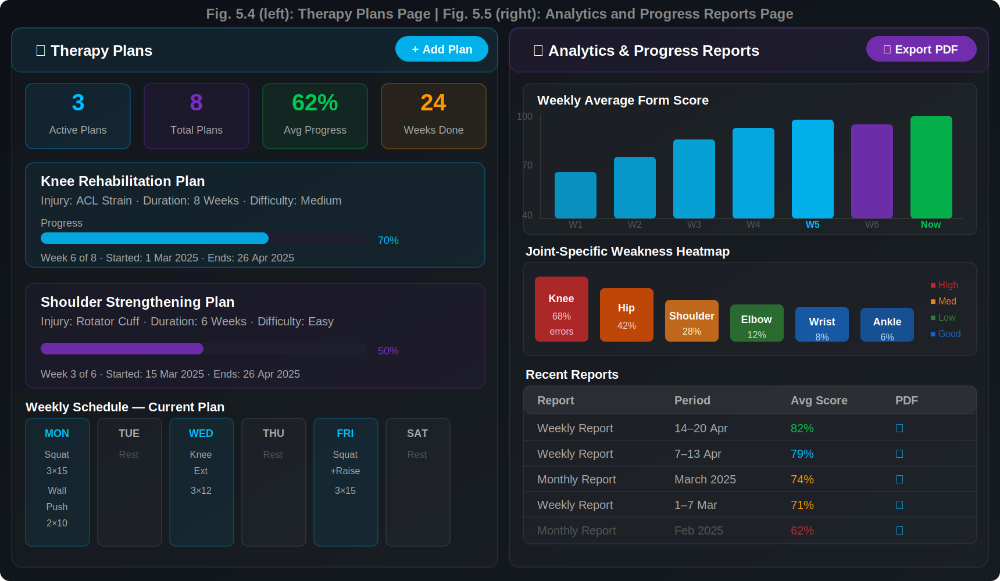 Fig. 5.4 (left): Therapy Plans Page | Fig. 5.5 (right): Analytics and Progress Reports Page
Therapy Plans
+ Add Plan
3
Active Plans
8
Total Plans
62%
Avg Progress
24
Weeks Done
Knee Rehabilitation Plan
Injury: ACL Strain · Duration: 8 Weeks · Difficulty: Medium
Progress
70%
Week 6 of 8 · Started: 1 Mar 2025 · Ends: 26 Apr 2025
Shoulder Strengthening Plan
Injury: Rotator Cuff · Duration: 6 Weeks · Difficulty: Easy
50%
Week 3 of 6 · Started: 15 Mar 2025 · Ends: 26 Apr 2025
Weekly Schedule — Current Plan
MON
Squat
3×15
Wall
Push
2×10
TUE
Rest
WED
Knee
Ext
3×12
THU
Rest
FRI
Squat
+Raise
3×15
SAT
Rest
Analytics & Progress Reports
Export PDF
Weekly Average Form Score
100
70
40
W1 W2 W3 W4 W5 W6 Now
Joint-Specific Weakness Heatmap
Knee
68%
errors
Hip
42%
Shoulder
28%
Elbow
12%
Wrist
8%
Ankle
6%
■ High
■ Med
■ Low
■ Good
Recent Reports
Report Period Avg Score PDF
Weekly Report 14–20 Apr 82%
Weekly Report 7–13 Apr 79%
Monthly Report March 2025 74%
Weekly Report 1–7 Mar 71%
Monthly Report Feb 2025 62%